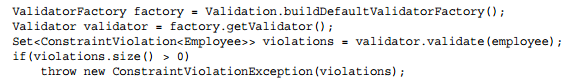 ValidatorFactory factory = Validation.buildDefaultValidatorFactory();
Validator validator = factory.getValidator();
Set<ConstraintViolation<Employee>> violations = validator.validate(employee);
if(violations.size() > 0)
    throw new ConstraintViolationException(violations);